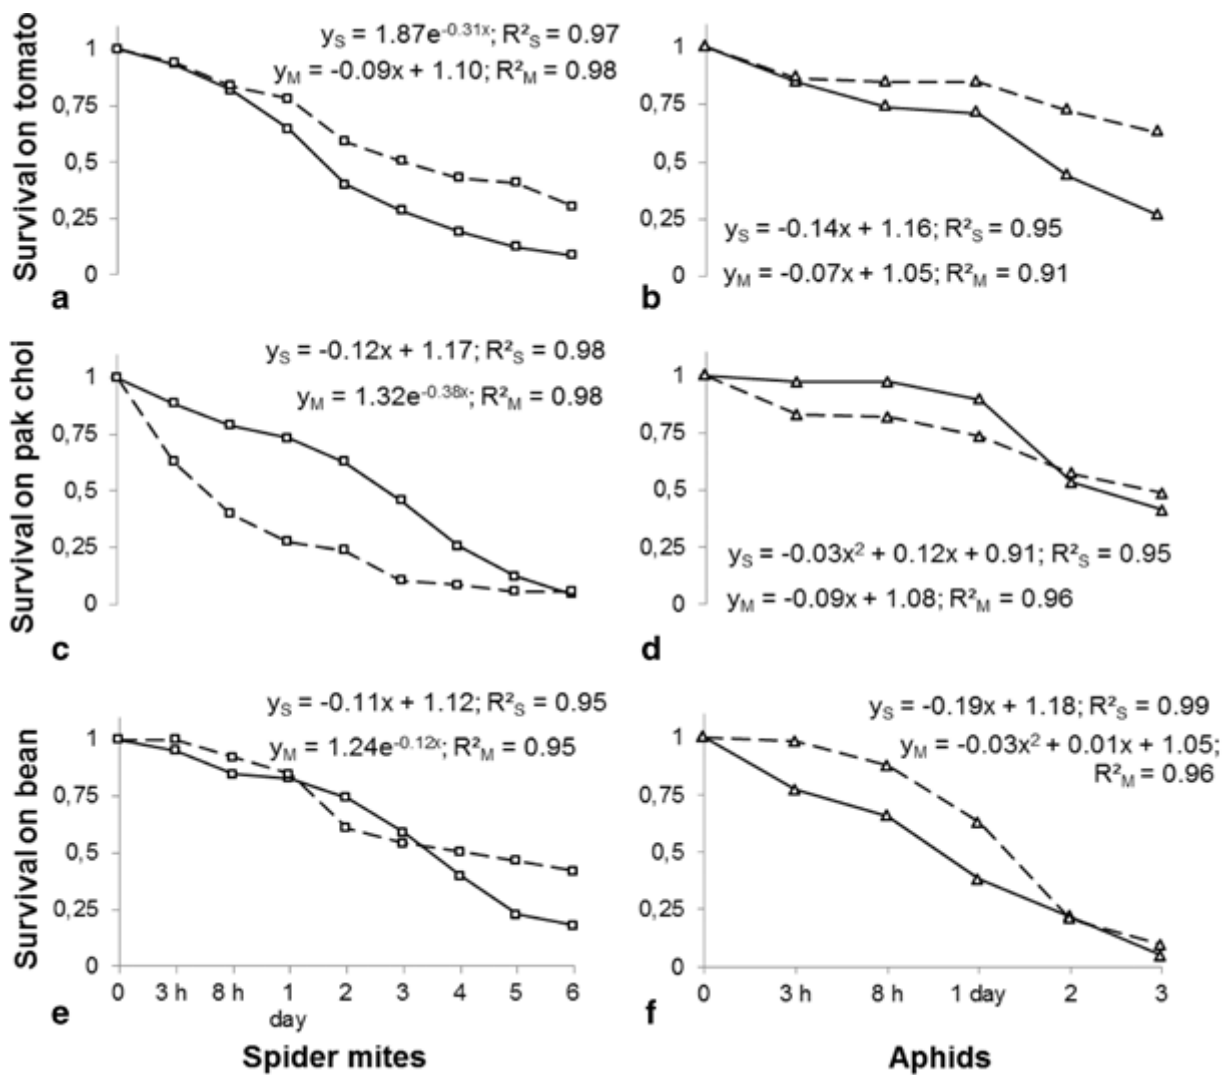 Survival on tomato
y_S = 1.87e^-0.31x; R²_S = 0.97
y_M = -0.09x + 1.10; R²_M = 0.98
1
0,75
0,5
0,25
0
a
1
0,75
0,5
0,25
0
y_S = -0.14x + 1.16; R²_S = 0.95
y_M = -0.07x + 1.05; R²_M = 0.91
b
Survival on pak choi
y_S = -0.12x + 1.17; R²_S = 0.98
y_M = 1.32e^-0.38x; R²_M = 0.98
1
0,75
0,5
0,25
0
c
1
0,75
0,5
0,25
0
y_S = -0.03x² + 0.12x + 0.91; R²_S = 0.95
y_M = -0.09x + 1.08; R²_M = 0.96
d
Survival on bean
y_S = -0.11x + 1.12; R²_S = 0.95
y_M = 1.24e^-0.12x; R²_M = 0.95
1
0,75
0,5
0,25
0
0 3 h 8 h 1 2 3 4 5 6
day
e
Spider mites
y_S = -0.19x + 1.18; R²_S = 0.99
y_M = -0.03x² + 0.01x + 1.05;
R²_M = 0.96
1
0,75
0,5
0,25
0
0 3 h 8 h 1 day 2 3
f
Aphids